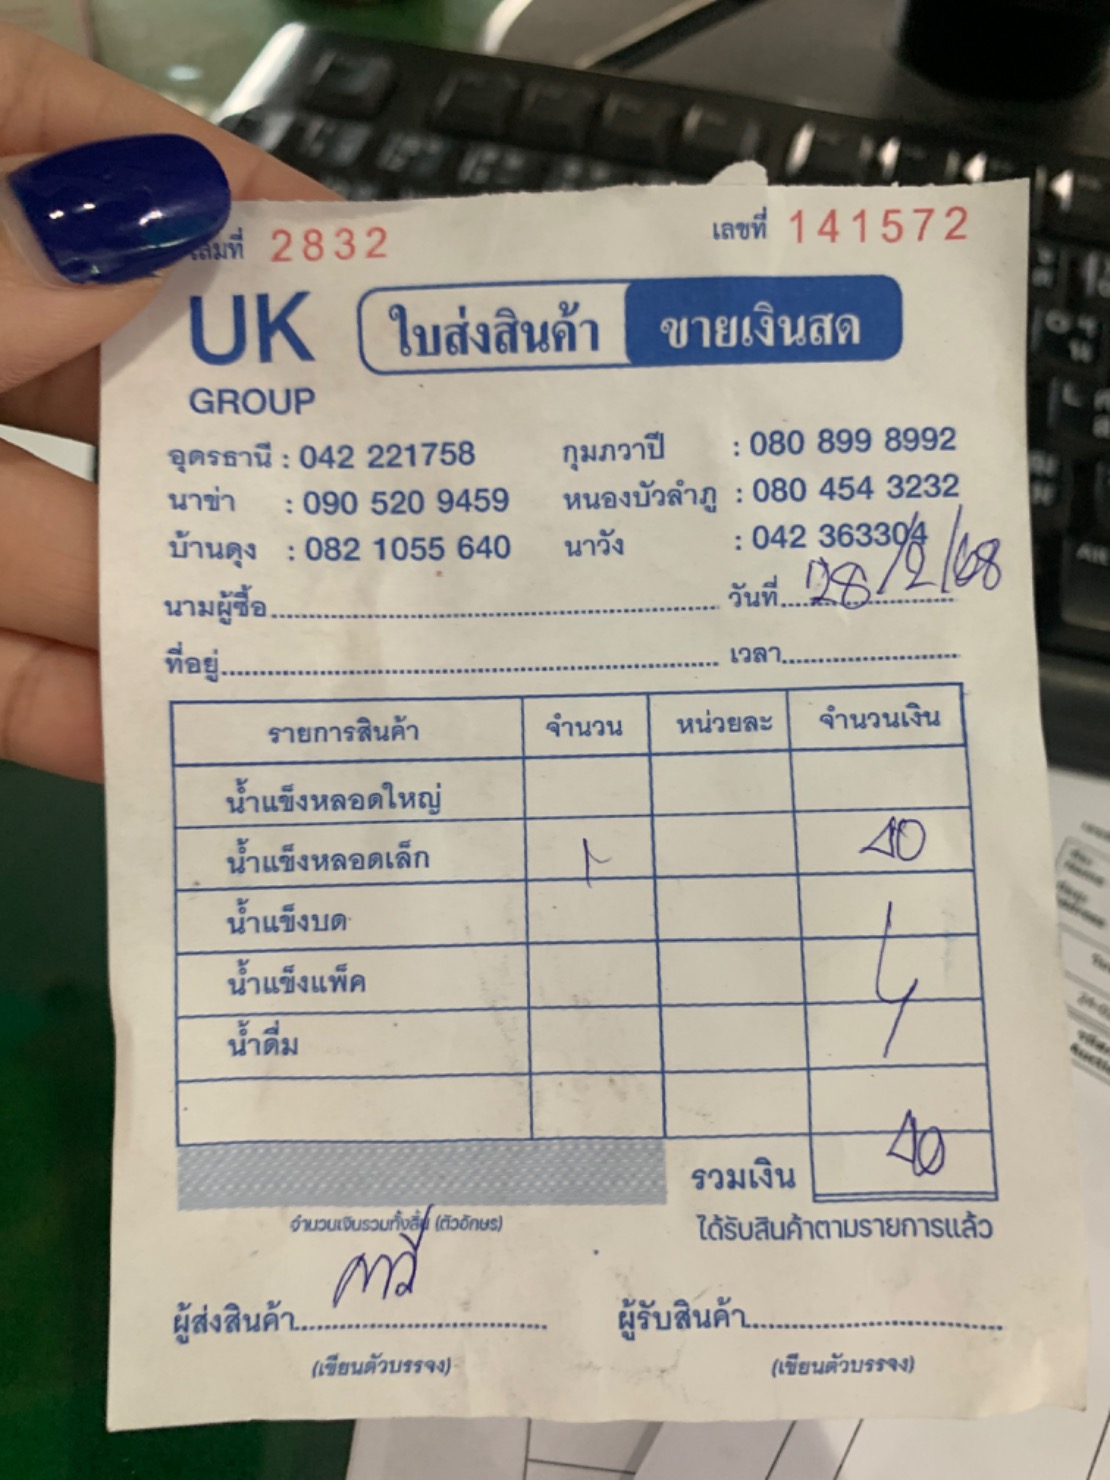 เล่มที่ 2832 เลขที่ 141572
UK GROUP ใบส่งสินค้า ขายเงินสด
อุดรธานี : 042 221758 กุมภวาปี : 080 899 8992
นาข่า : 090 520 9459 หนองบัวลำภู : 080 454 3232
บ้านดุง : 082 1055 640 นาวัง : 042 363304
นามผู้ซื้อ วันที่ 28/2/68
ที่อยู่ เวลา
รายการสินค้า จำนวน หน่วยละ จำนวนเงิน
น้ำแข็งหลอดใหญ่
น้ำแข็งหลอดเล็ก 1 40
น้ำแข็งบด
น้ำแข็งแพ็ค
น้ำดื่ม
รวมเงิน 40
จำนวนเงินรวมทั้งสิ้น (ตัวอักษร) ได้รับสินค้าตามรายการแล้ว
ผู้ส่งสินค้า ผู้รับสินค้า
(เขียนตัวบรรจง) (เขียนตัวบรรจง)